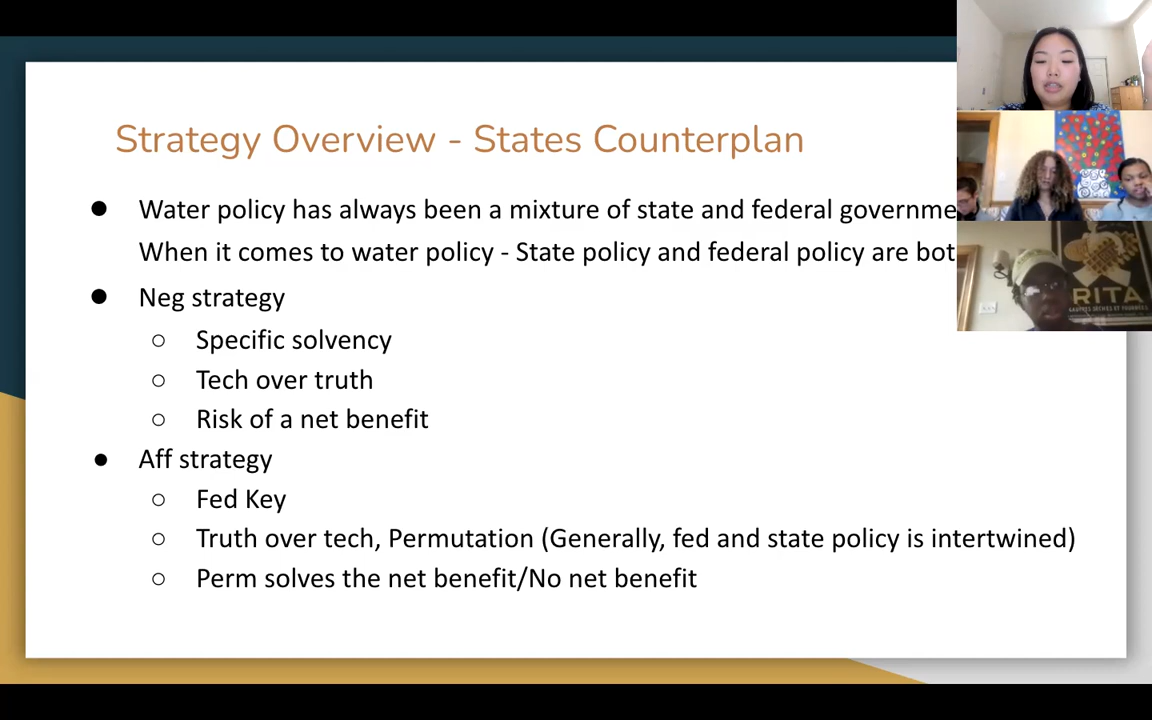 Strategy Overview - States Counterplan
● Water policy has always been a mixture of state and federal
When it comes to water policy - State policy and federal policy are
● Neg strategy
○ Specific solvency
○ Tech over truth
○ Risk of a net benefit
● Aff strategy
○ Fed Key
○ Truth over tech, Permutation (Generally, fed and state policy is intertwined)
○ Perm solves the net benefit/No net benefit
RITA